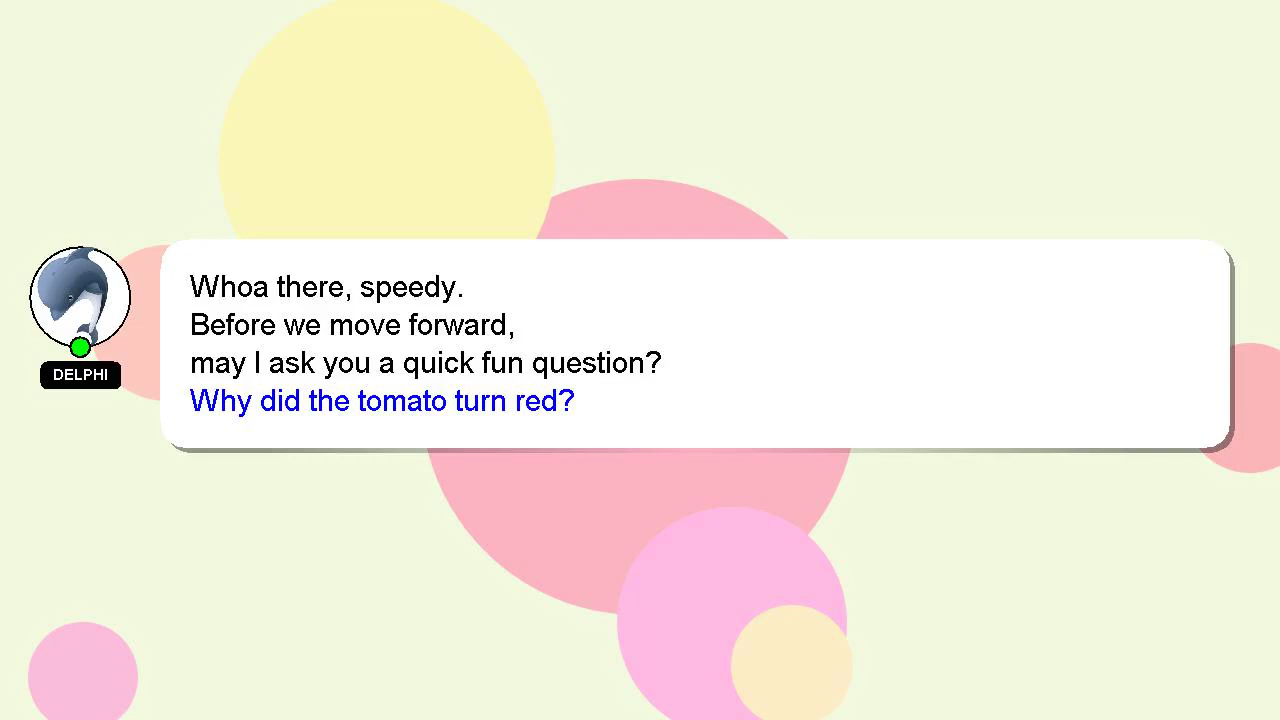 Whoa there, speedy.
Before we move forward,
may I ask you a quick fun question?
Why did the tomato turn red?
DELPHI